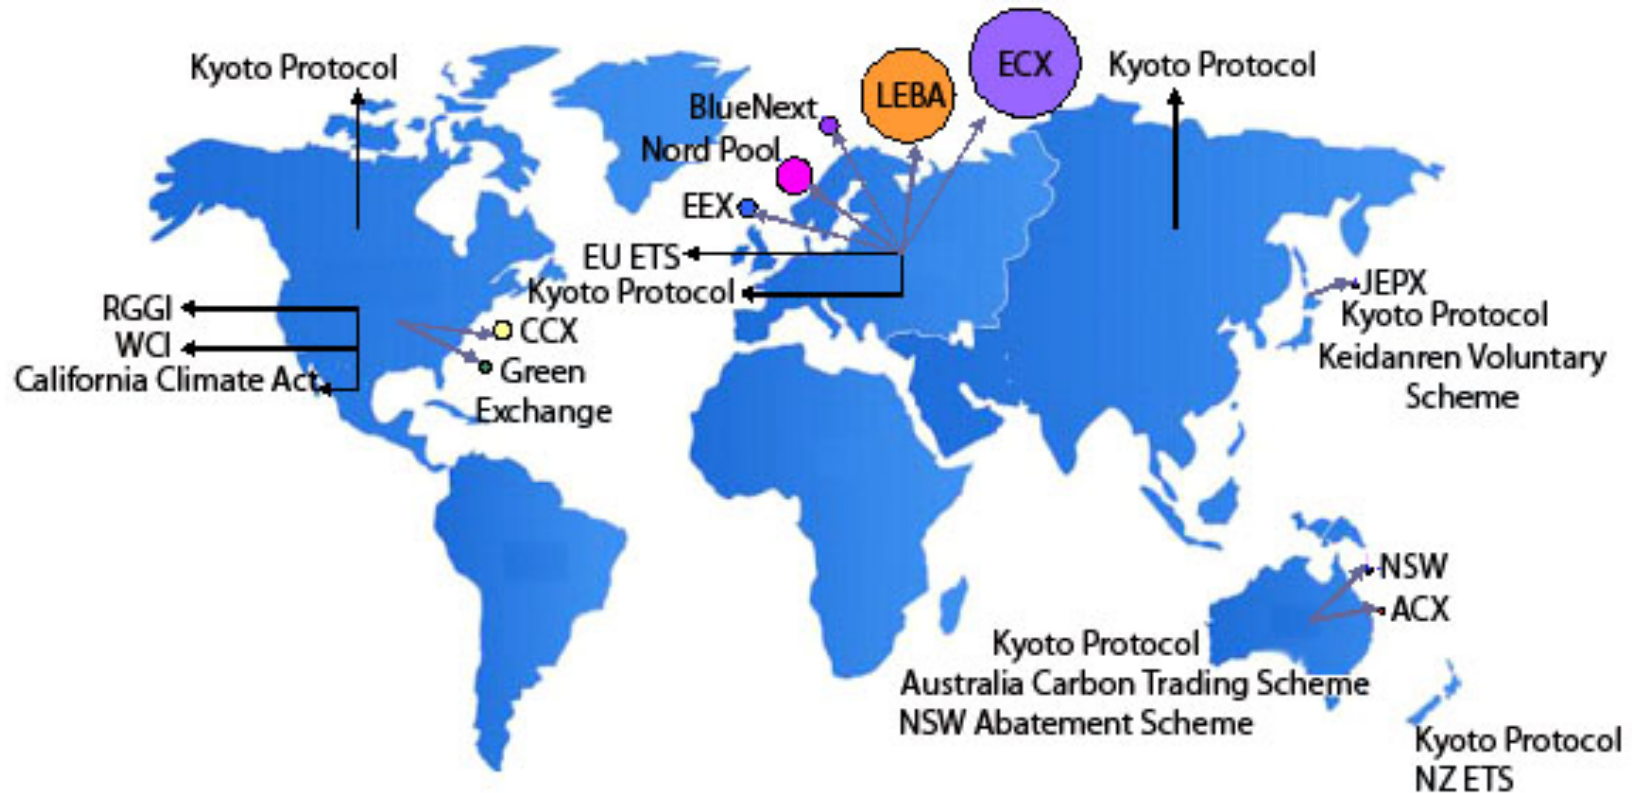 Kyoto Protocol
ECX
Kyoto Protocol
LEBA
BlueNext
Nord Pool
EEX
EU ETS
Kyoto Protocol
RGGI
WCI
California Climate Act
CCX
Green
Exchange
JEPX
Kyoto Protocol
Keidanren Voluntary
Scheme
NSW
ACX
Kyoto Protocol
Australia Carbon Trading Scheme
NSW Abatement Scheme
Kyoto Protocol
NZ ETS